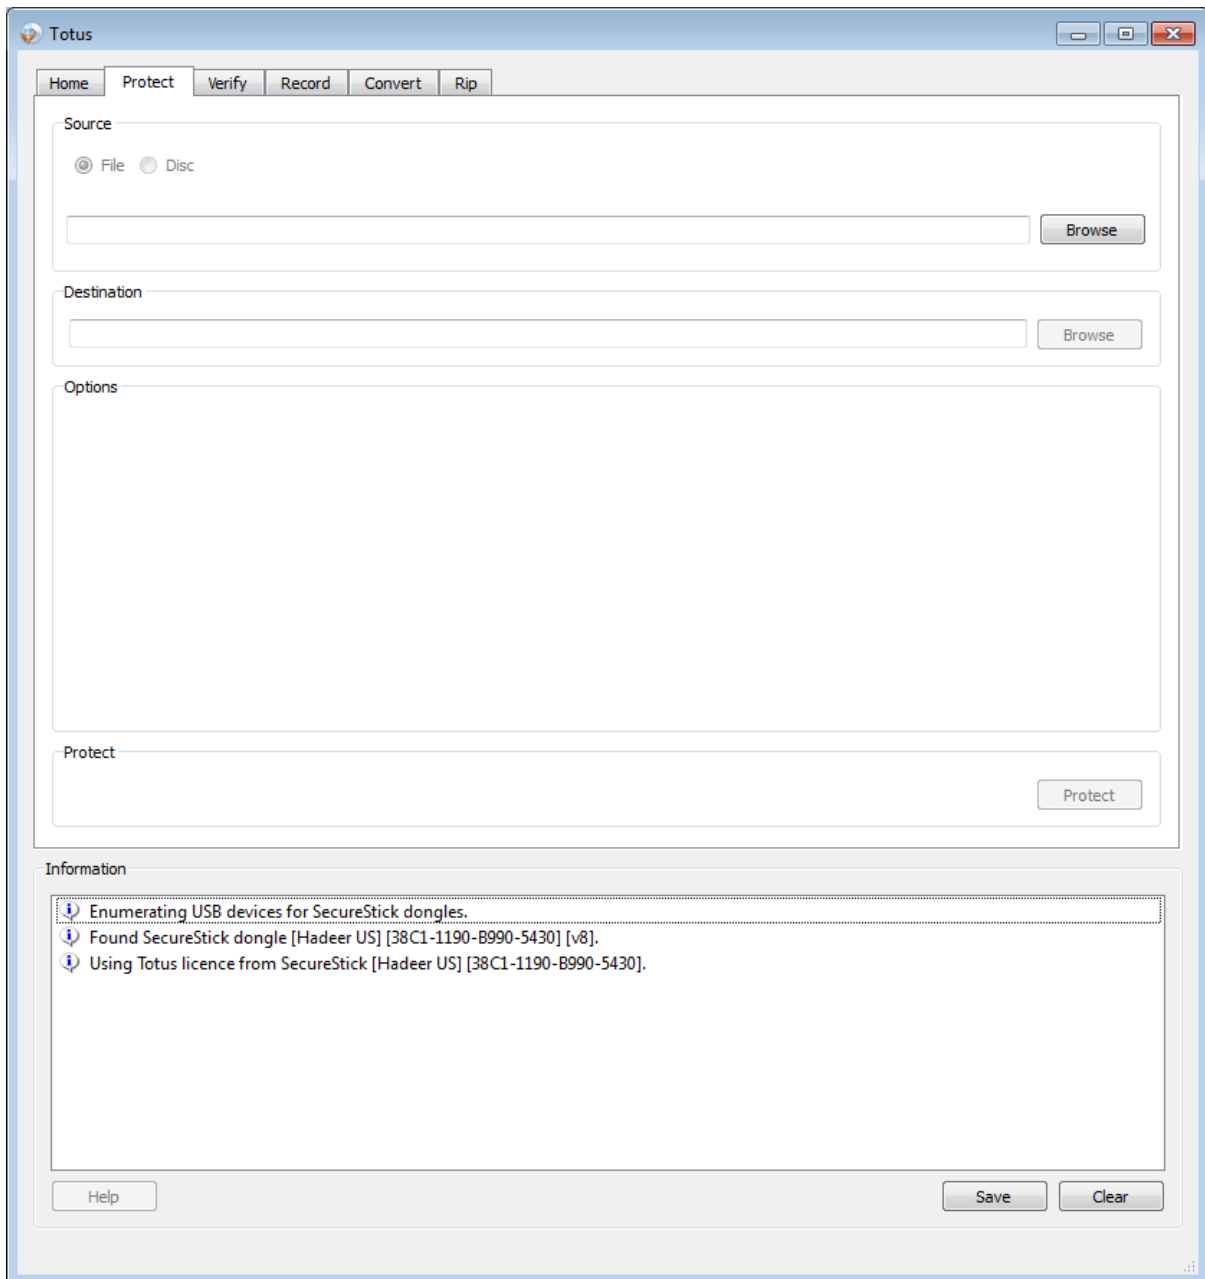 Totus
Home Protect Verify Record Convert Rip
Source
File Disc
Browse
Destination
Browse
Options
Protect
Protect
Information
Enumerating USB devices for SecureStick dongles.
Found SecureStick dongle [Hadeer US] [38C1-1190-B990-5430] [v8].
Using Totus licence from SecureStick [Hadeer US] [38C1-1190-B990-5430].
Help Save Clear